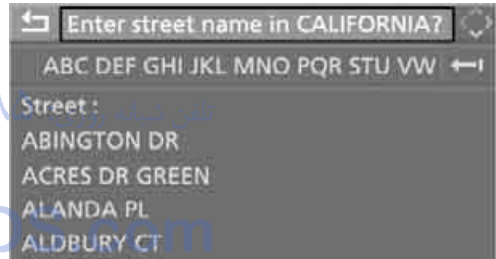 Enter street name in CALIFORNIA?
ABC DEF GHI JKL MNO PQR STU VW
Street :
ABINGTON DR
ACRES DR GREEN
ALANDA PL
ALDBURY CT